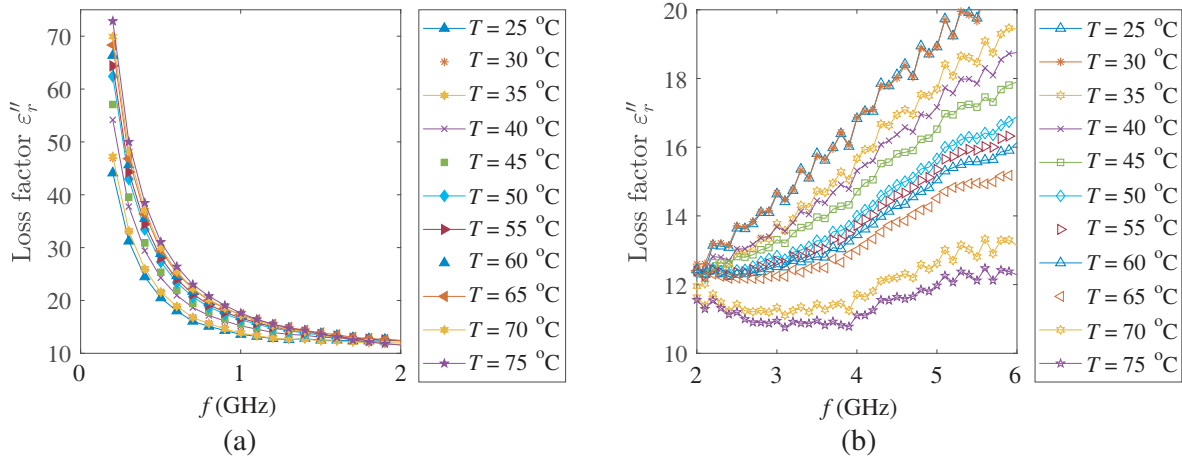 Loss factor ε″r
70
60
50
40
30
20
10
0
1
2
f (GHz)
(a)
T = 25 °C
T = 30 °C
T = 35 °C
T = 40 °C
T = 45 °C
T = 50 °C
T = 55 °C
T = 60 °C
T = 65 °C
T = 70 °C
T = 75 °C
Loss factor ε″r
20
18
16
14
12
10
2
3
4
5
6
f (GHz)
(b)
T = 25 °C
T = 30 °C
T = 35 °C
T = 40 °C
T = 45 °C
T = 50 °C
T = 55 °C
T = 60 °C
T = 65 °C
T = 70 °C
T = 75 °C